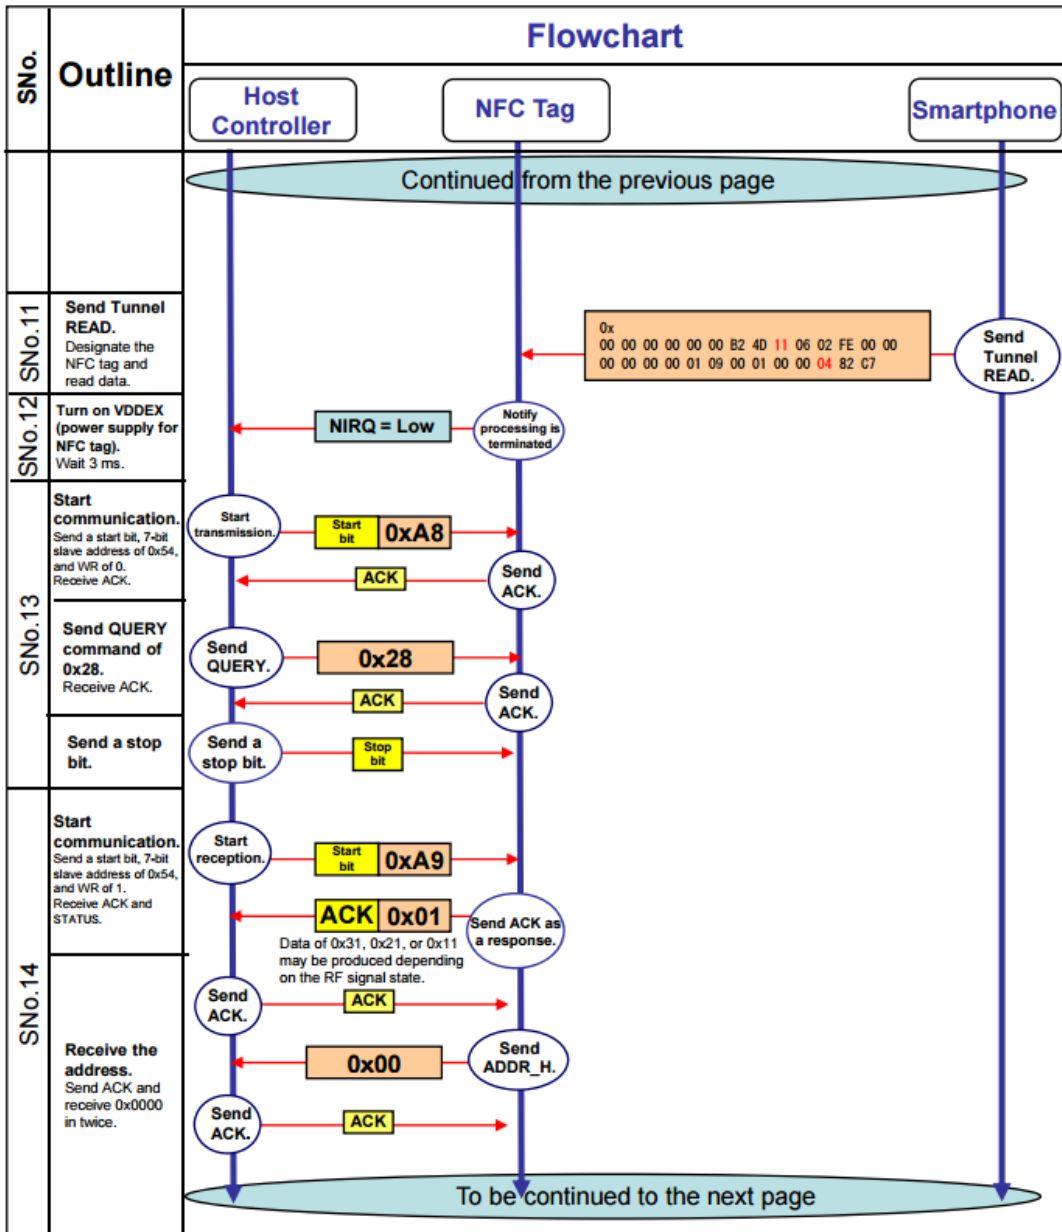 Flowchart
SNo.
Outline
Host
Controller
NFC Tag
Smartphone
Continued from the previous page
SNo.11
Send Tunnel
READ.
Designate the
NFC tag and
read data.
0x
00 00 00 00 00 00 B2 4D 11 06 02 FE 00 00
00 00 00 00 01 09 00 01 00 00 04 82 C7
Send
Tunnel
READ.
SNo.12
Turn on VDDEX
(power supply for
NFC tag).
Wait 3 ms.
NIRQ = Low
Notify
processing is
terminated
SNo.13
Start
communication.
Send a start bit, 7-bit
slave address of 0x54,
and WR of 0.
Receive ACK.
Start
transmission.
Start
bit
0xA8
ACK
Send
ACK.
Send QUERY
command of
0x28.
Receive ACK.
Send
QUERY.
0x28
ACK
Send
ACK.
Send a stop
bit.
Send a
stop bit.
Stop
bit
SNo.14
Start
communication.
Send a start bit, 7-bit
slave address of 0x54,
and WR of 1.
Receive ACK and
STATUS.
Start
reception.
Start
bit
0xA9
ACK 0x01
Send ACK as
a response.
Data of 0x31, 0x21, or 0x11
may be produced depending
on the RF signal state.
Send
ACK.
ACK
Receive the
address.
Send ACK and
receive 0x0000
in twice.
0x00
Send
ADDR_H.
Send
ACK.
ACK
To be continued to the next page